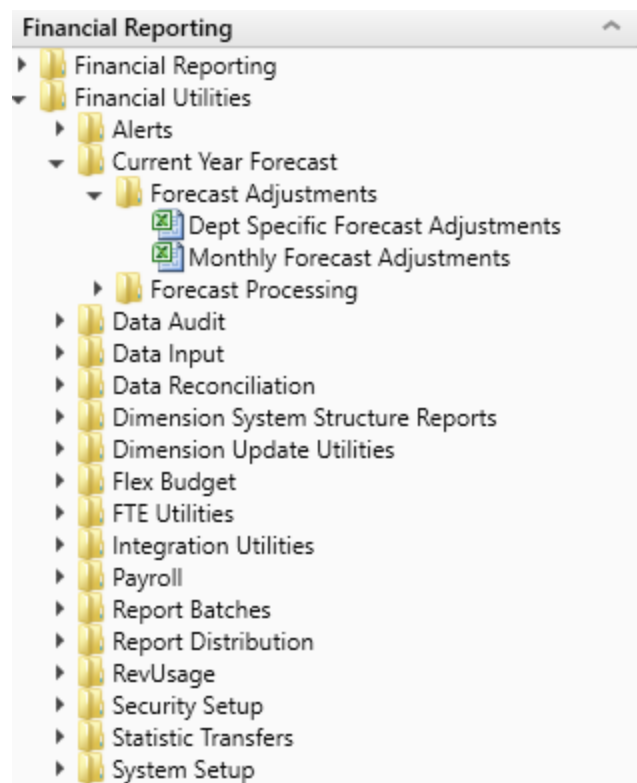 Financial Reporting
Financial Reporting
Financial Utilities
Alerts
Current Year Forecast
Forecast Adjustments
Dept Specific Forecast Adjustments
Monthly Forecast Adjustments
Forecast Processing
Data Audit
Data Input
Data Reconciliation
Dimension System Structure Reports
Dimension Update Utilities
Flex Budget
FTE Utilities
Integration Utilities
Payroll
Report Batches
Report Distribution
RevUsage
Security Setup
Statistic Transfers
System Setup